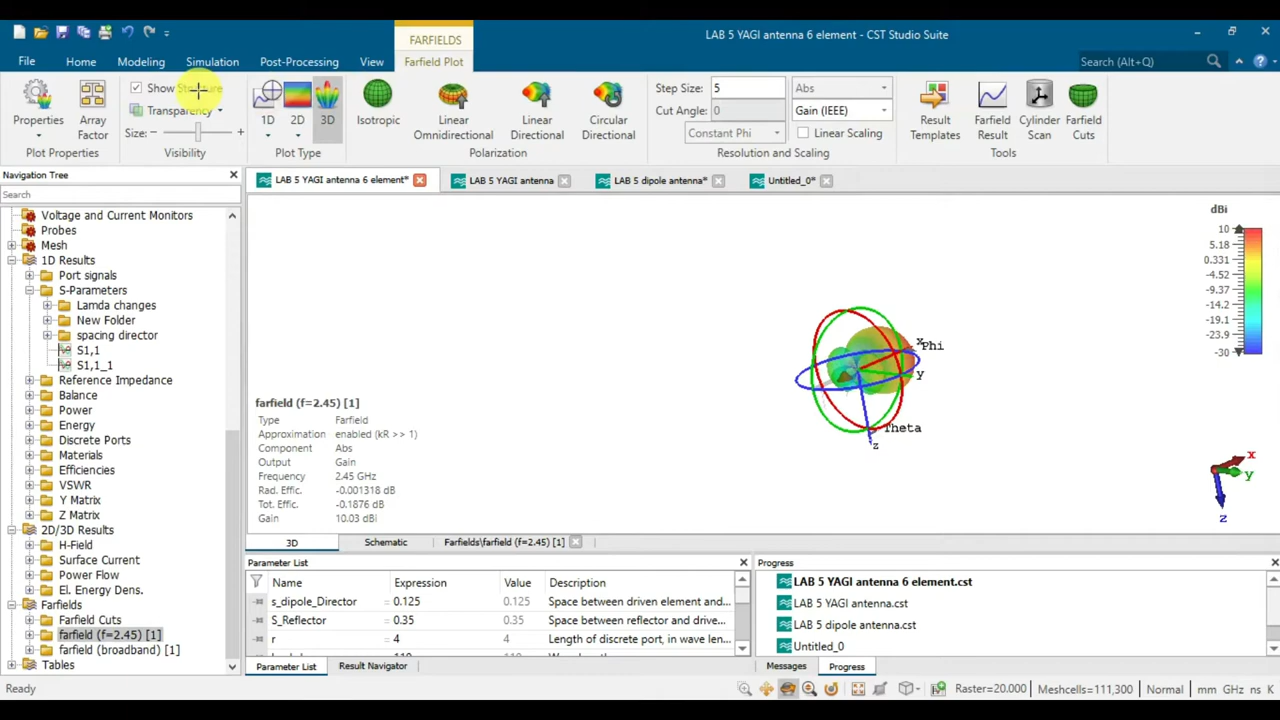 FARFIELDS
LAB 5 YAGI antenna 6 element - CST Studio Suite
File Home Modeling Simulation Post-Processing View Farfield Plot Search (Alt+Q)
Show Structure
Transparency
Size:
Properties
Array Factor
1D 2D 3D
Isotropic
Linear Omnidirectional
Linear Directional
Circular Directional
Step Size: 5 Abs
Cut Angle: 0 Gain (IEEE)
Constant Phi Linear Scaling
Result Templates
Farfield Result
Cylinder Scan
Farfield Cuts
Plot Properties Visibility Plot Type Polarization Resolution and Scaling Tools
Navigation Tree
LAB 5 YAGI antenna 6 element* LAB 5 YAGI antenna LAB 5 dipole antenna* Untitled_0*
Search
Voltage and Current Monitors
Probes
Mesh
1D Results
Port signals
S-Parameters
Lamda changes
New Folder
spacing director
S1,1
S1,1_1
Reference Impedance
Balance
Power
Energy
Discrete Ports
Materials
Efficiencies
VSWR
Y Matrix
Z Matrix
2D/3D Results
H-Field
Surface Current
Power Flow
El. Energy Dens.
Farfields
Farfield Cuts
farfield (f=2.45) [1]
farfield (broadband) [1]
Tables
dBi
10
5.18
0.331
-4.52
-9.37
-14.2
-19.1
-23.9
-30
x
Phi
y
Theta
z
x
y
z
farfield (f=2.45) [1]
Type Farfield
Approximation enabled (kR >> 1)
Component Abs
Output Gain
Frequency 2.45 GHz
Rad. Effic. -0.001318 dB
Tot. Effic. -0.1876 dB
Gain 10.03 dBi
3D Schematic Farfields\farfield (f=2.45) [1]
Parameter List
Name Expression Value Description
s_dipole_Director = 0.125 0.125 Space between driven element and...
S_Reflector = 0.35 0.35 Space between reflector and drive...
r = 4 4 Length of discrete port, in wave len...
Parameter List Result Navigator
Progress
LAB 5 YAGI antenna 6 element.cst
LAB 5 YAGI antenna.cst
LAB 5 dipole antenna.cst
Untitled_0
Messages Progress
Ready Raster=20.000 Meshcells=111,300 Normal mm GHz ns K